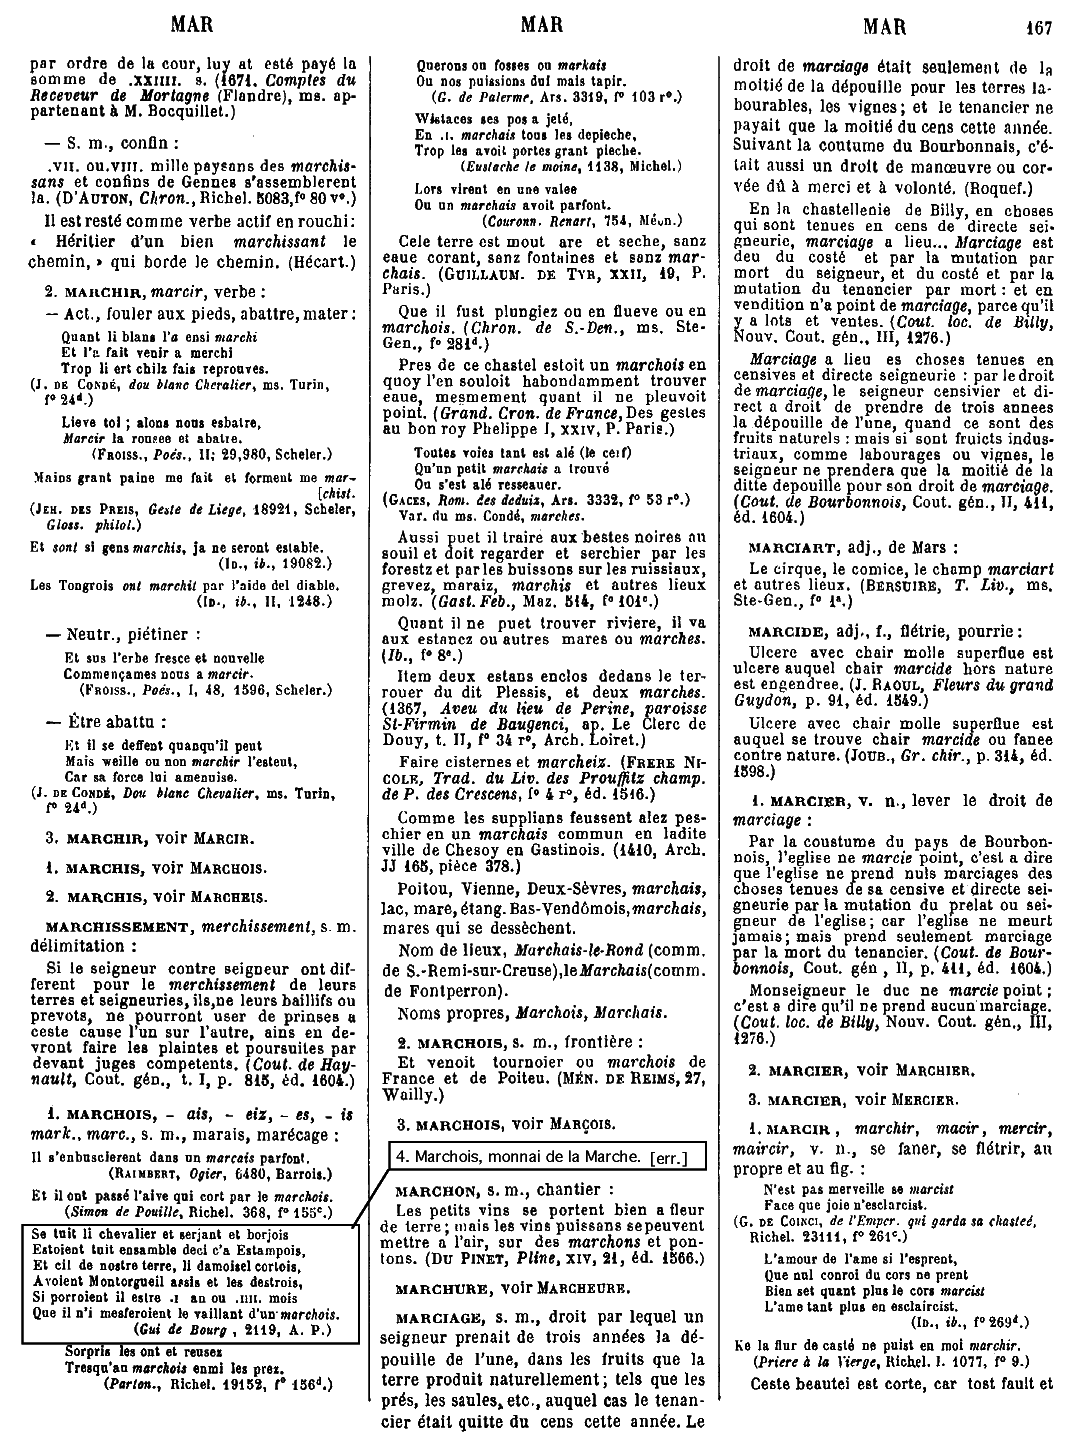 MAR
MAR
MAR
167
par ordre de la cour, luy at esté payé la
somme de .XXIIII. s. (1671. Comptes du
Receveur de Mortagne (Flandre), ms. ap-
partenant à M. Bocquillet.)
— S. m., confin :
.VII. ou.VIII. mille paysans des marchis-
sans et confins de Gennes s'assemblerent
la. (D'AUTON, Chron., Richel. 5083,f° 80 v°.)
Il est resté comme verbe actif en rouchi:
« Héritier d'un bien marchissant le
chemin, » qui borde le chemin. (Hécart.)
2. MARCHIR, marcir, verbe :
— Act., fouler aux pieds, abattre, mater:
Quant li blans l'a ensi marchi
Et l'a fait venir a merchi
Trop li ert chilz fais reprouves.
(J. DE CONDÉ, dou blanc Chevalier, ms. Turin,
f° 24d.)
Lieve toi ; alons nous esbatre,
Marcir la rousee et abatre.
(FROISS., Poés., II; 29,980, Scheler.)
Mains grant paine me fait et forment me mar-
[chist.
(JEH. DES PREIS, Geste de Liege, 18921, Scheler,
Gloss. philol.)
Et sont si gens marchis, ja ne seront estable.
(ID., ib., 19082.)
Les Tongrois ont marchit par l'aide del diable.
(ID., ib., II, 1248.)
— Neutr., piétiner :
Et sus l'erbe fresce et nouvelle
Commençames nous a marcir.
(FROISS., Poés., I, 48, 1596, Scheler.)
— Être abattu :
Et il se deffent quanqu'il peut
Mais weille ou non marchir l'esteut,
Car sa force lui amenuise.
(J. DE CONDÉ, Dou blanc Chevalier, ms. Turin,
f° 24d.)
3. MARCHIR, voir MARCIR.
1. MARCHIS, voir MARCHOIS.
2. MARCHIS, voir MARCHEIS.
MARCHISSEMENT, merchissement, s. m.
délimitation :
Si le seigneur contre seigneur ont dif-
ferent pour le merchissement de leurs
terres et seigneuries, ils,ne leurs baillifs ou
prevots, ne pourront user de prinses a
ceste cause l'un sur l'autre, ains en de-
vront faire les plaintes et poursuites par
devant juges competents. (Cout. de Hay-
nault, Cout. gén., t. I, p. 815, éd. 1604.)
1. MARCHOIS, - ais, - eiz, - es, - is
mark., marc., s. m., marais, marécage :
Il s'enbuscierent dans un marcais parfont.
(RAIMBERT, Ogier, 6480, Barrois.)
Et il ont passé l'aive qui cort par le marchois.
(Simon de Pouille, Richel. 368, f° 155c.)
Se tuit li chevalier et serjant et borjois
Estoient tuit ensamble deci c'a Estampois,
Et cil de nostre terre, li damoisel cortois,
Avoient Montorgueil assis et les destrois,
Si porroient il estre .I an ou .IIII. mois
Que il n'i mesferoient le vaillant d'un marchois.
(Gui de Bourg , 2119, A. P.)
Sorpris les ont et reusez
Tresqu'au marchois enmi les prez.
(Parton., Richel. 19152, f° 156d.)
Querons ou fosses ou markais
Ou nos puissions dui mais tapir.
(G. de Palerme, Ars. 3319, f° 103 r°.)
Wistaces ses pos a jeté,
En .I. marchais tous les depieche,
Trop les avoit portes grant pieche.
(Eustache le moine, 1138, Michel.)
Lors virent en une valee
Ou un marchais avoit parfont.
(Couronn. Renart, 754, Méon.)
Cele terre est mout are et seche, sanz
eaue corant, sanz fontaines et sanz mar-
chais. (GUILLAUM. DE TYR, XXII, 19, P.
Paris.)
Que il fust plungiez ou en flueve ou en
marchois. (Chron. de S.-Den., ms. Ste-
Gen., f° 281d.)
Pres de ce chastel estoit un marchois en
quoy l'en souloit habondamment trouver
eaue, mesmement quant il ne pleuvoit
point. (Grand. Cron. de France, Des gestes
au bon roy Phelippe I, XXIV, P. Paris.)
Toutes voies tant est alé (le cerf)
Qu'un petit marchais a trouvé
Ou s'est alé resseauer.
(GACES, Rom. des deduiz, Ars. 3332, f° 53 r°.)
Var. du ms. Condé, marches.
Aussi puet il traire aux bestes noires au
souil et doit regarder et serchier par les
forestz et par les buissons sur les ruissiaux,
grevez, maraiz, marchis et autres lieux
molz. (Gast. Feb., Maz. 514, f° 101c.)
Quant il ne puet trouver riviere, il va
aux estancz ou autres mares ou marches.
(Ib., f° 8e.)
Item deux estans enclos dedans le ter-
rouer du dit Plessis, et deux marches.
(1367, Aveu du lieu de Perine, paroisse
St-Firmin de Baugenci, ap. Le Clerc de
Douy, t. II, f° 34 r°, Arch. Loiret.)
Faire cisternes et marcheiz. (FRERE NI-
COLE, Trad. du Liv. des Prouffitz champ.
de P. des Crescens, f° 4 r°, éd. 1516.)
Comme les supplians feussent alez pes-
chier en un marchais commun en ladite
ville de Chesoy en Gastinois. (1410, Arch.
JJ 165, pièce 378.)
Poitou, Vienne, Deux-Sèvres, marchais,
lac, mare, étang. Bas-Vendômois, marchais,
mares qui se dessèchent.
Nom de lieux, Marchais-le-Rond (comm.
de S.-Remi-sur-Creuse), le Marchais(comm.
de Fontperron).
Noms propres, Marchois, Marchais.
2. MARCHOIS, s. m., frontière :
Et venoit tournoier ou marchois de
France et de Poiteu. (MÉN. DE REIMS, 27,
Wailly.)
3. MARCHOIS, voir MARÇOIS.
4. Marchois, monnai de la Marche. [err.]
MARCHON, s. m., chantier :
Les petits vins se portent bien a fleur
de terre ; mais les vins puissans se peuvent
mettre a l'air, sur des marchons et pon-
tons. (DU PINET, Pline, XIV, 21, éd. 1566.)
MARCHURE, voir MARCHEURE.
MARCIAGE, s. m., droit par lequel un
seigneur prenait de trois années la dé-
pouille de l'une, dans les fruits que la
terre produit naturellement; tels que les
prés, les saules, etc., auquel cas le tenan-
cier était quitte du cens cette année. Le
droit de marciage était seulement de la
moitié de la dépouille pour les terres la-
bourables, les vignes; et le tenancier ne
payait que la moitié du cens cette année.
Suivant la coutume du Bourbonnais, c'é-
tait aussi un droit de manœuvre ou cor-
vée dû à merci et à volonté. (Roquef.)
En la chastellenie de Billy, en choses
qui sont tenues en cens de directe sei-
gneurie, marciage a lieu... Marciage est
deu du costé et par la mutation par
mort du seigneur, et du costé et par la
mutation du tenancier par mort : et en
vendition n'a point de marciage, parce qu'il
y a lots et ventes. (Cout. loc. de Billy,
Nouv. Cout. gén., III, 1276.)
Marciage a lieu es choses tenues en
censives et directe seigneurie : par le droit
de marciage, le seigneur censivier et di-
rect a droit de prendre de trois annees
la dépouille de l'une, quand ce sont des
fruits naturels : mais si sont fruicts indus-
triaux, comme labourages ou vignes, le
seigneur ne prendera que la moitié de la
ditte depouille pour son droit de marciage.
(Cout. de Bourbonnois, Cout. gén., II, 411,
éd. 1604.)
MARCIART, adj., de Mars :
Le cirque, le comice, le champ marciart
et autres lieux. (BERSUIRE, T. Liv., ms.
Ste-Gen., f° 1a.)
MARCIDE, adj., f., flétrie, pourrie:
Ulcere avec chair molle superflue est
ulcere auquel chair marcide hors nature
est engendree. (J. RAOUL, Fleurs du grand
Guydon, p. 91, éd. 1549.)
Ulcere avec chair molle superflue est
auquel se trouve chair marcide ou fanee
contre nature. (JOUB., Gr. chir., p. 314, éd.
1598.)
1. MARCIER, v. n., lever le droit de
marciage :
Par la coustume du pays de Bourbon-
nois, l'eglise ne marcie point, c'est a dire
que l'eglise ne prend nuls marciages des
choses tenues de sa censive et directe sei-
gneurie par la mutation du prelat ou sei-
gneur de l'eglise; car l'eglise ne meurt
jamais; mais prend seulement marciage
par la mort du tenancier. (Cout. de Bour-
bonnois, Cout. gén , II, p. 411, éd. 1604.)
Monseigneur le duc ne marcie point ;
c'est a dire qu'il ne prend aucun marciage.
(Cout. loc. de Billy, Nouv. Cout. gén., III,
1276.)
2. MARCIER, voir MARCHIER.
3. MARCIER, voir MERCIER.
1. MARCIR, marchir, macir, mercir,
maircir, v. n., se faner, se flétrir, au
propre et au fig. :
N'est pas merveille se marcist
Face que joie n'esclarcist.
(G. DE COINCI, de l'Emper. qui garda sa chasteé,
Richel. 23111, f° 261c.)
L'amour de l'ame si l'esprent,
Que nul conroi du cors ne prent
Bien set quant plus le cors marcist
L'ame tant plus en esclaircist.
(ID., ib., f° 269d.)
Ke la flur de casté ne puist en moi marchir.
(Priere à la Vierge, Richel. l. 1077, f° 9.)
Ceste beautei est corte, car tost fault et